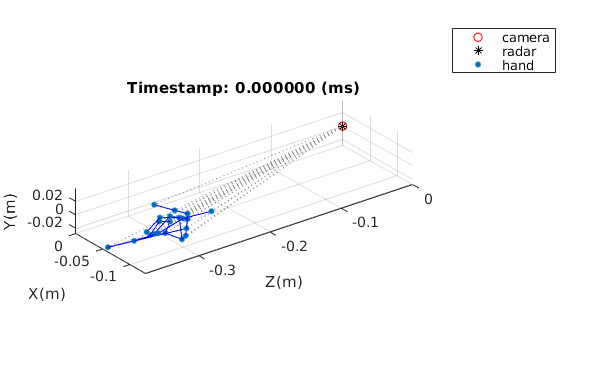 camera
radar
hand
Timestamp: 0.000000 (ms)
0.02
0
-0.02
Y(m)
0
-0.05
-0.1
X(m)
-0.3
-0.2
-0.1
0
Z(m)